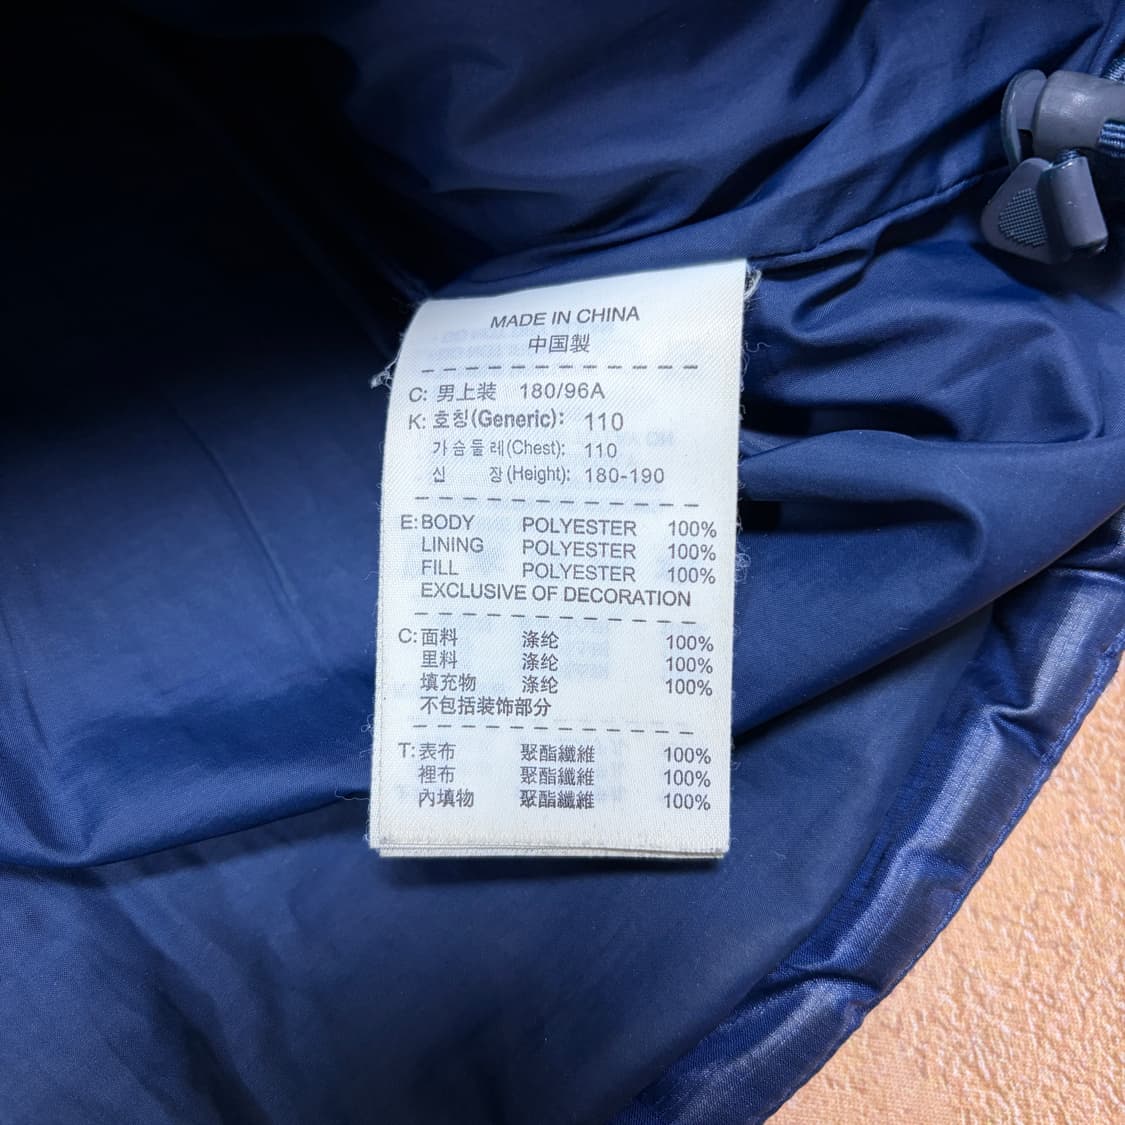 MADE IN CHINA
中国製
C: 男上装 180/96A
K: 호칭(Generic): 110
가슴둘레(Chest): 110
신 장(Height): 180-190
E: BODY POLYESTER 100%
LINING POLYESTER 100%
FILL POLYESTER 100%
EXCLUSIVE OF DECORATION
C: 面料 涤纶 100%
里料 涤纶 100%
填充物 涤纶 100%
不包括装饰部分
T: 表布 聚酯纖維 100%
裡布 聚酯纖維 100%
內填物 聚酯纖維 100%